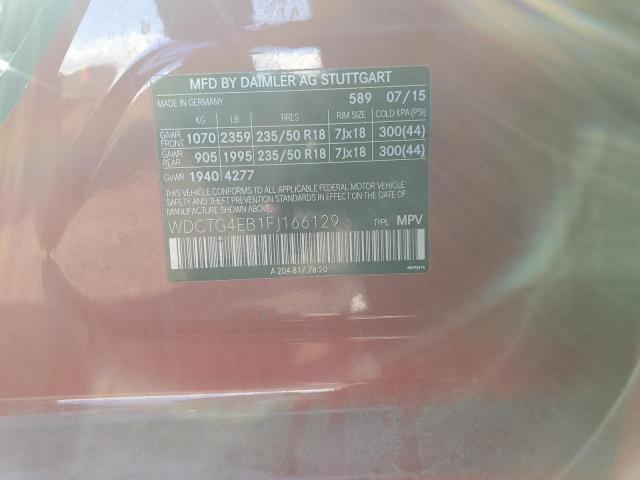 MFD BY DAIMLER AG STUTTGART
MADE IN GERMANY 589 07/15
KG LB TIRES RIM SIZE COLD KPA(PSI)
GAWR FRONT 1070 2359 235/50 R18 7Jx18 300(44)
GAWR REAR 905 1995 235/50 R18 7Jx18 300(44)
GVWR 1940 4277
THIS VEHICLE CONFORMS TO ALL APPLICABLE FEDERAL MOTOR VEHICLE
SAFETY AND THEFT PREVENTION STANDARDS IN EFFECT ON THE DATE OF
MANUFACTURE SHOWN ABOVE
WDCTG4EB1FJ166129 TYPE: MPV
A 204 817 78 20